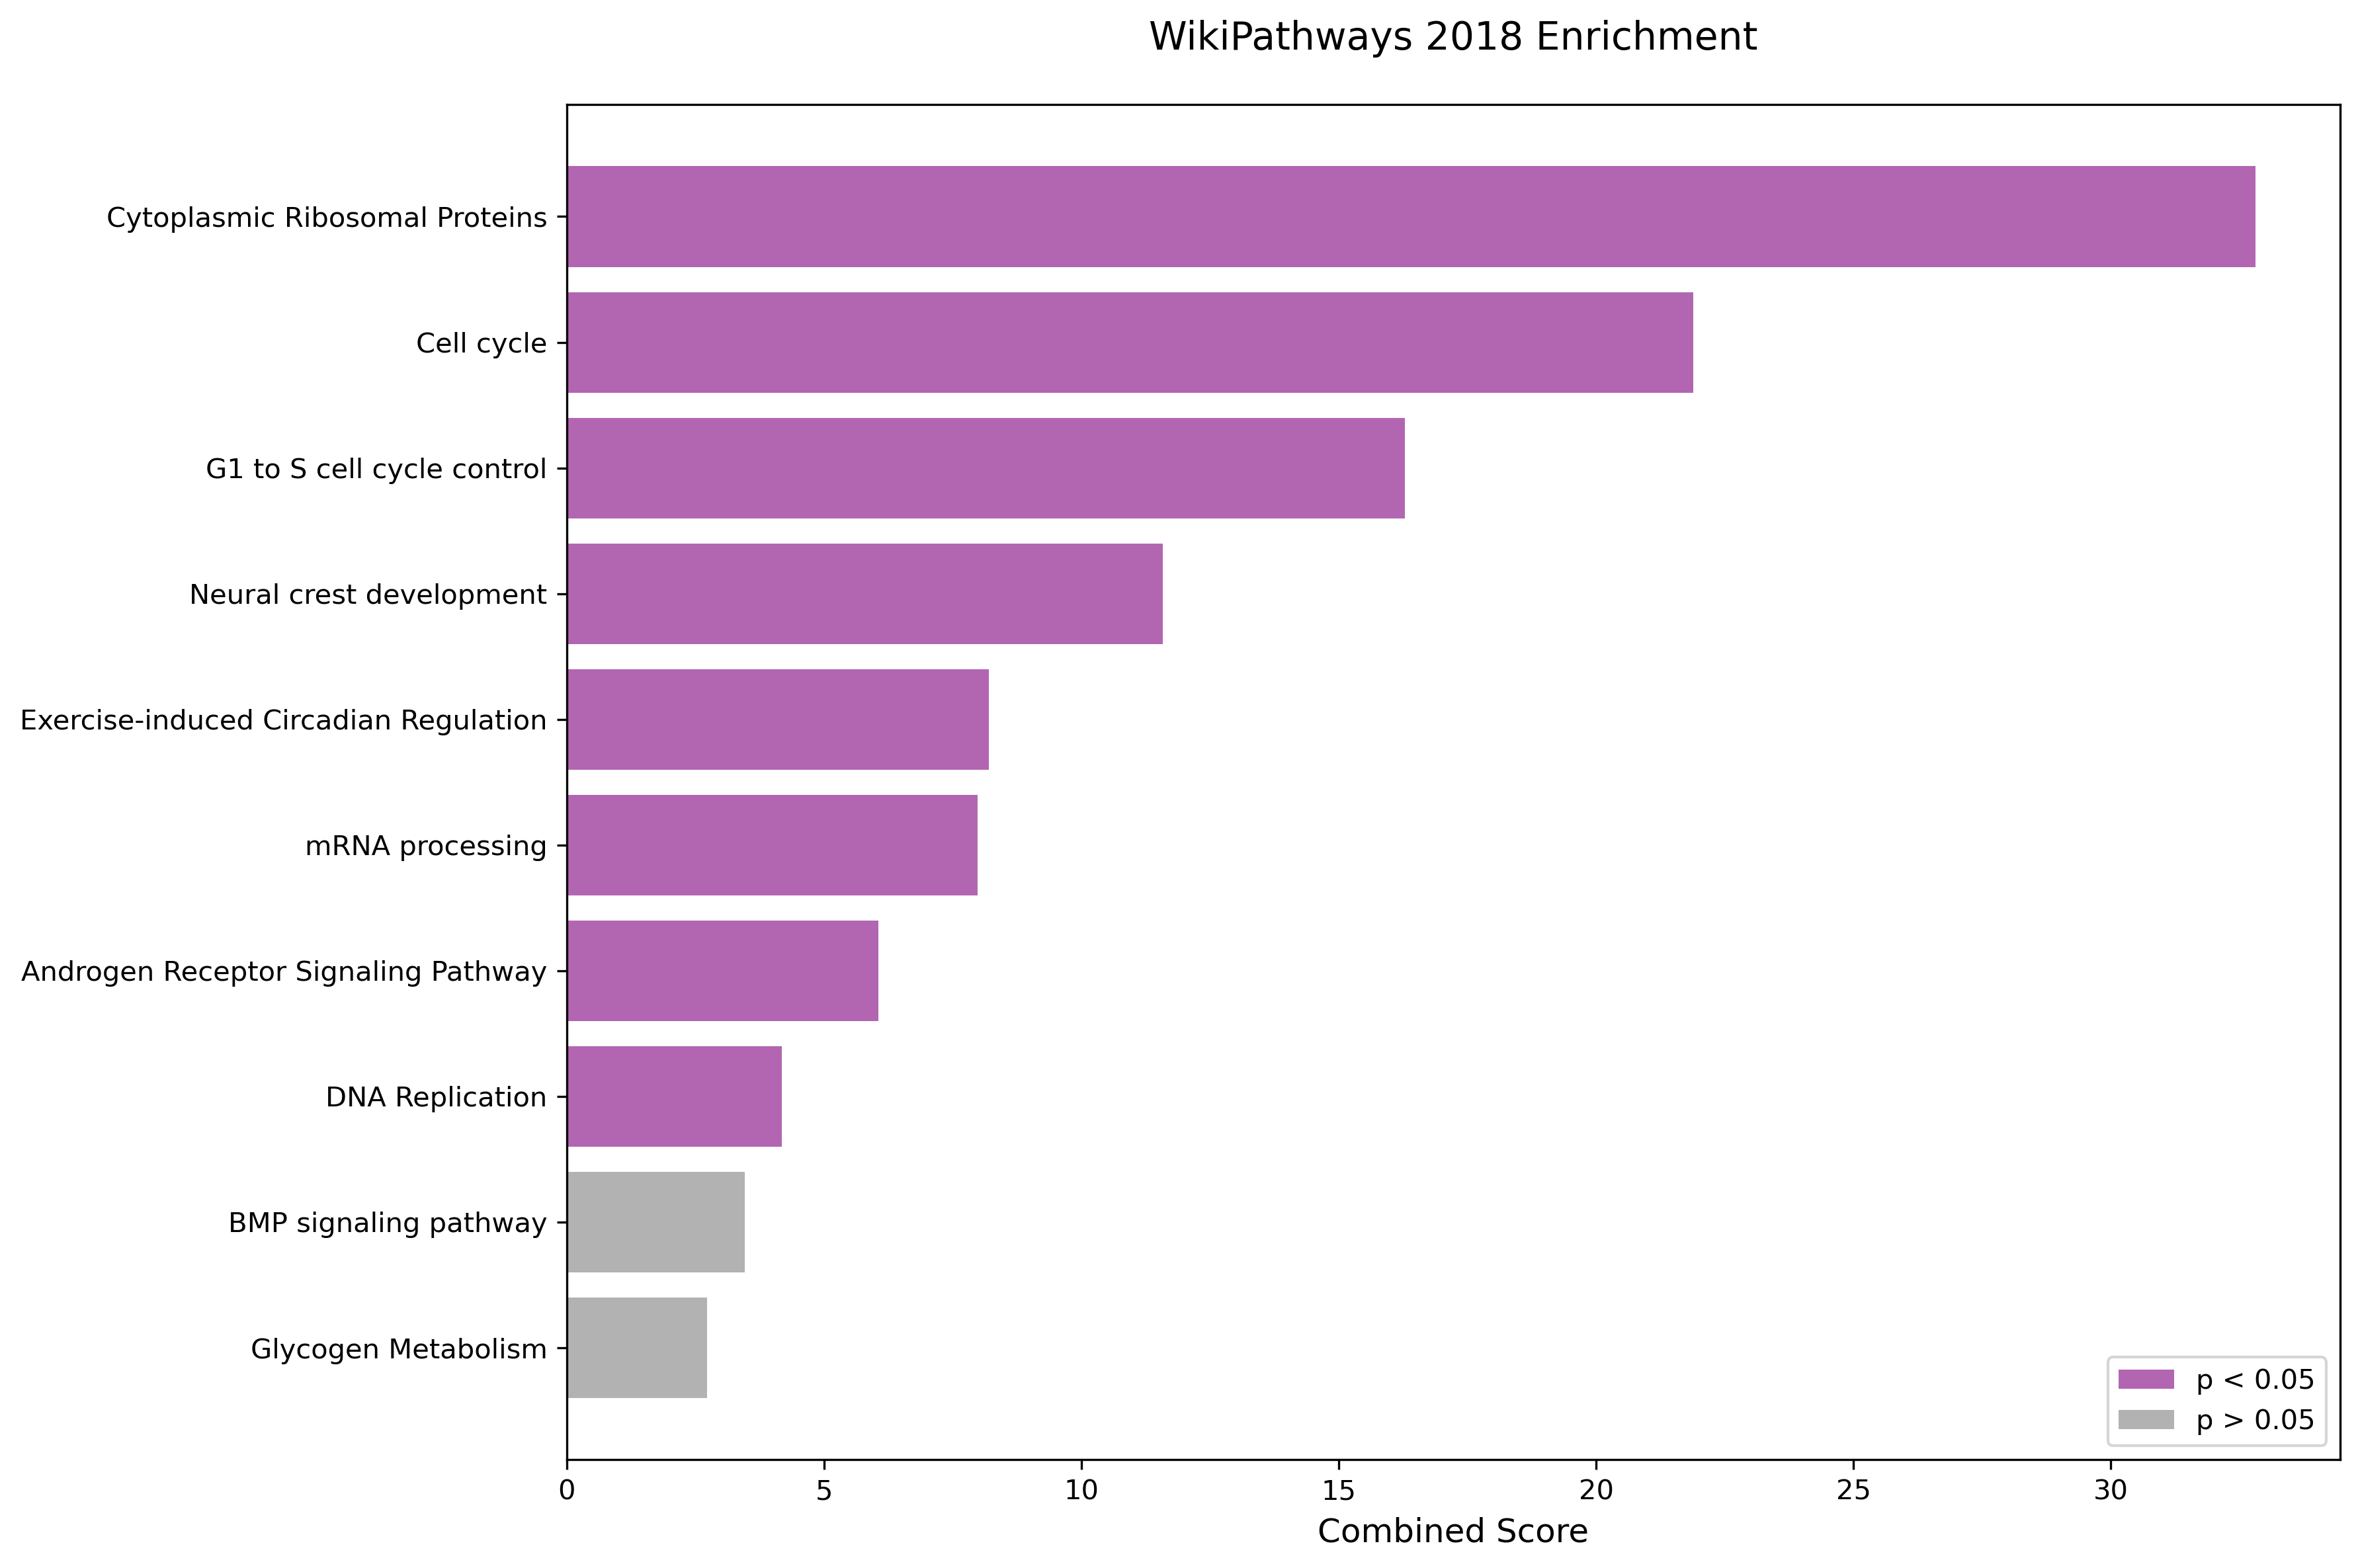 WikiPathways 2018 Enrichment
Cytoplasmic Ribosomal Proteins
Cell cycle
G1 to S cell cycle control
Neural crest development
Exercise-induced Circadian Regulation
mRNA processing
Androgen Receptor Signaling Pathway
DNA Replication
BMP signaling pathway
Glycogen Metabolism
p < 0.05
p > 0.05
0 5 10 15 20 25 30
Combined Score